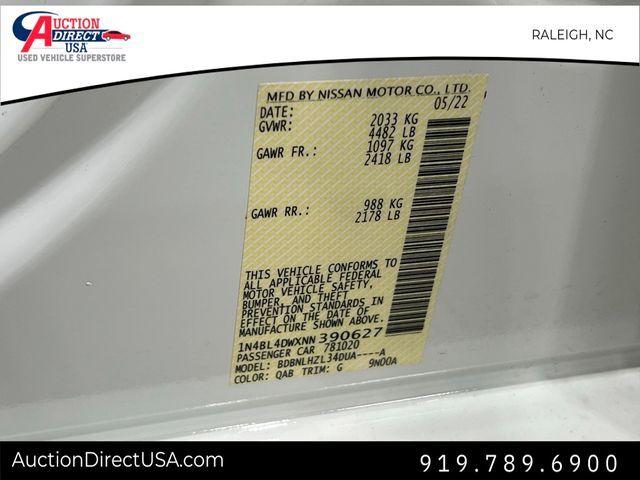 AUCTION
DIRECT
USA
USED VEHICLE SUPERSTORE
RALEIGH, NC
MFD BY NISSAN MOTOR CO., LTD.
DATE: 05/22
GVWR: 2033 KG
4482 LB
GAWR FR.: 1097 KG
2418 LB
GAWR RR.: 988 KG
2178 LB
THIS VEHICLE CONFORMS TO
ALL APPLICABLE FEDERAL
MOTOR VEHICLE SAFETY,
BUMPER, AND THEFT
PREVENTION STANDARDS IN
EFFECT ON THE DATE OF
MANUFACTURE SHOWN ABOVE.
1N4BL4DWXNN390627
PASSENGER CAR 781020
MODEL: BDBNLHZL34DUA----A
COLOR: QAB TRIM: G 9N00A
AuctionDirectUSA.com
919.789.6900